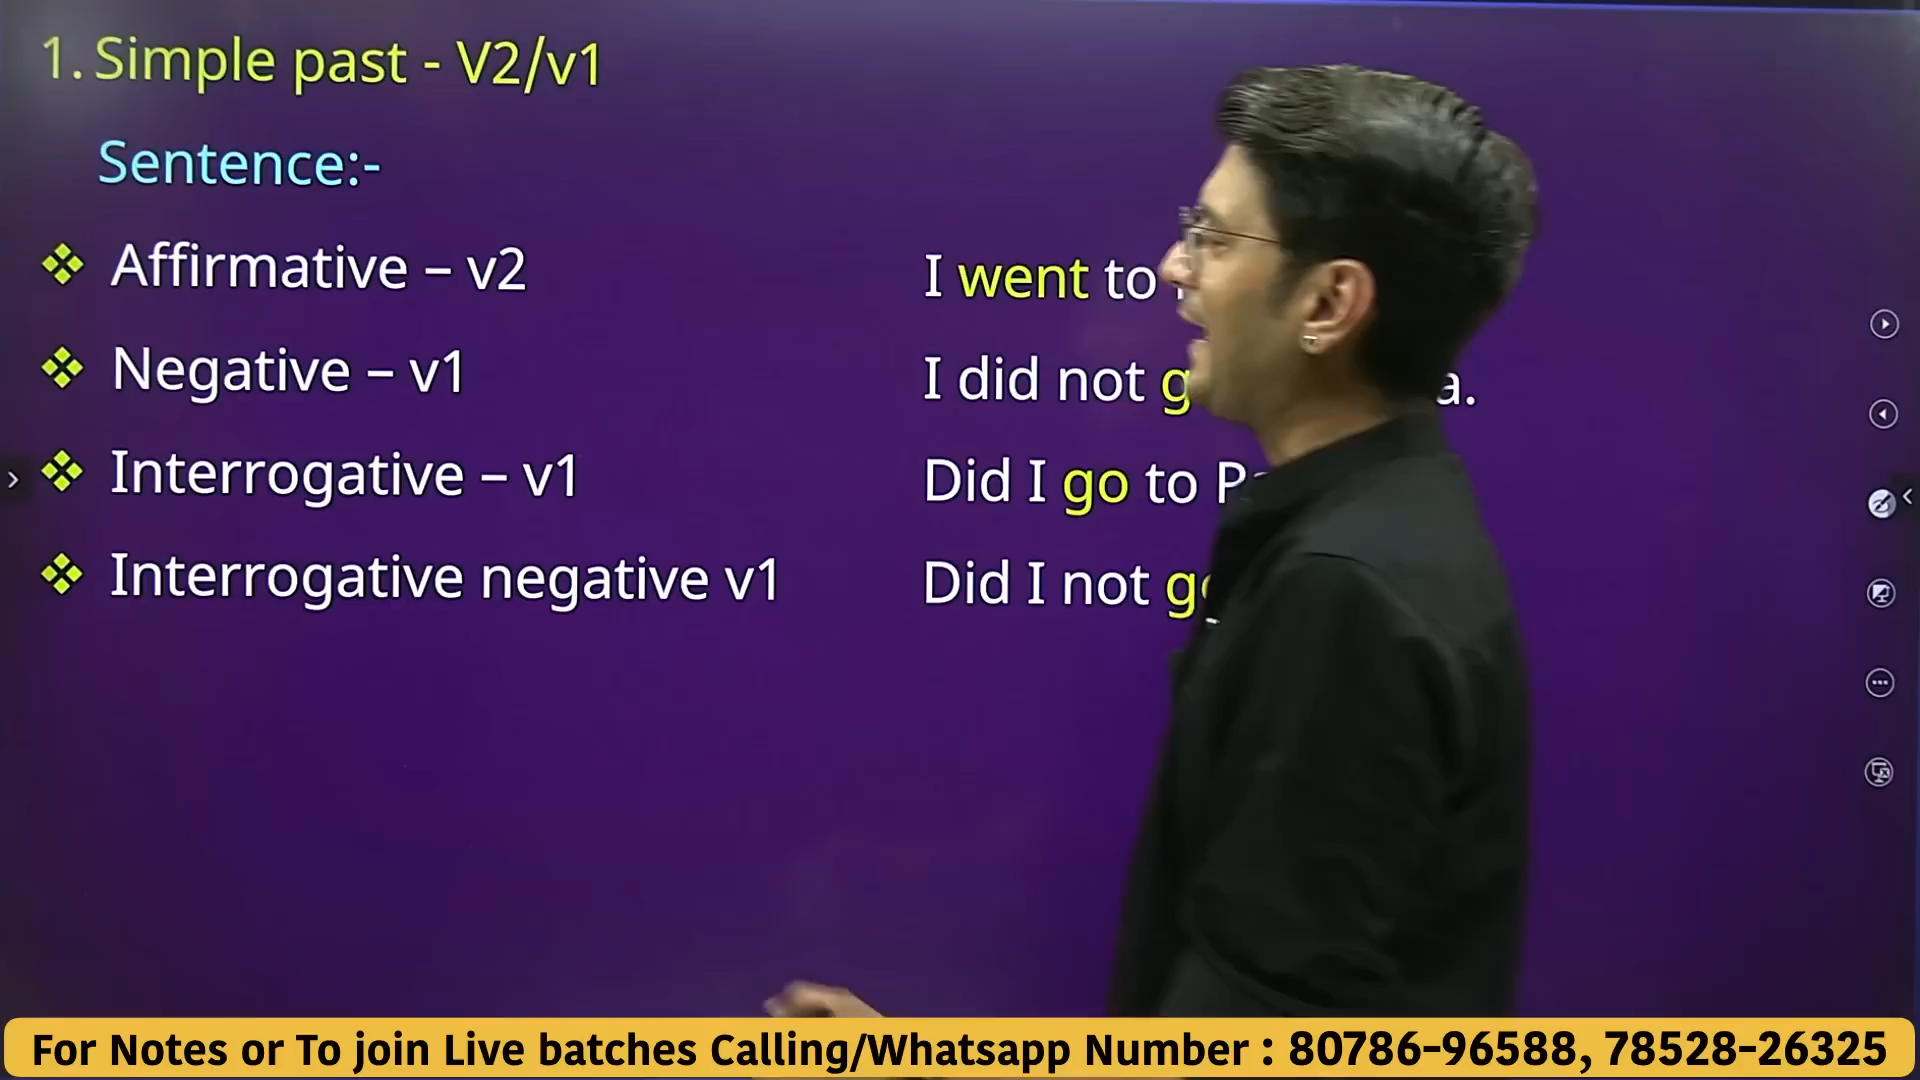 1. Simple past - V2/v1
Sentence:-
❖ Affirmative – v2
I went to
❖ Negative – v1
I did not
a.
❖ Interrogative – v1
Did I go to
❖ Interrogative negative v1
Did I not
For Notes or To join Live batches Calling/Whatsapp Number : 80786-96588, 78528-26325